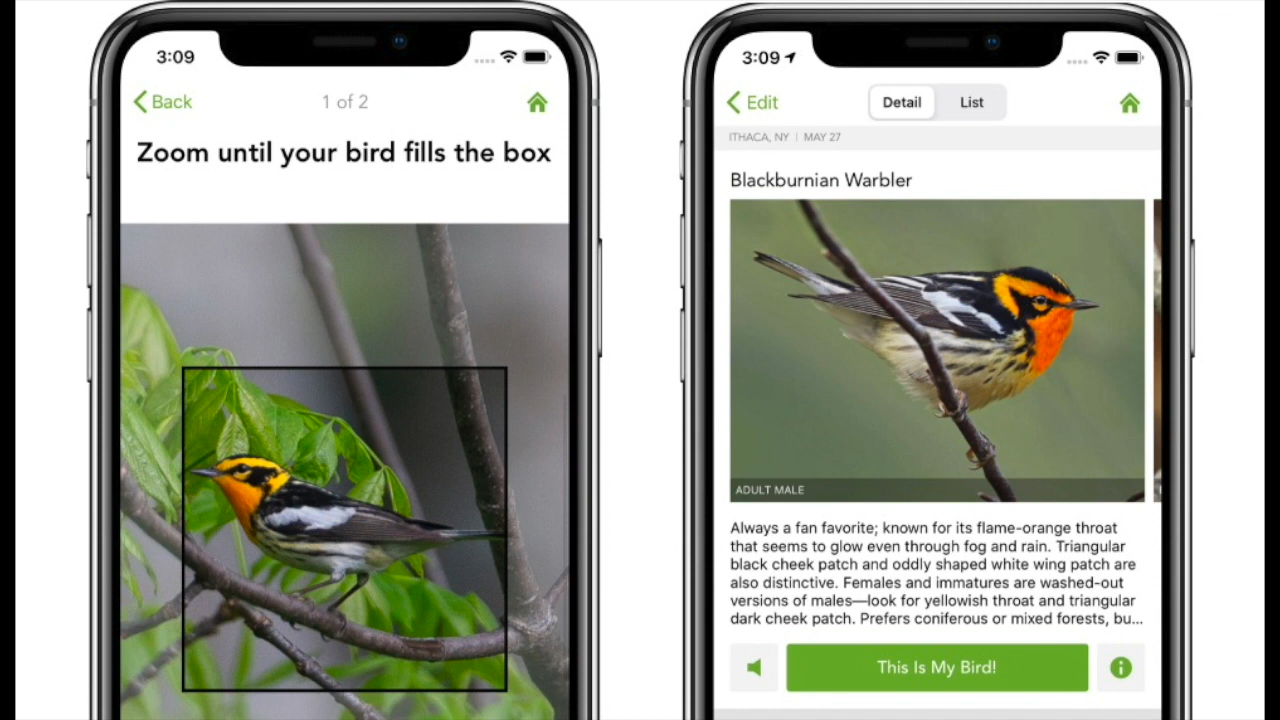 3:09
Back
1 of 2
Zoom until your bird fills the box
3:09
Edit
Detail
List
ITHACA, NY | MAY 27
Blackburnian Warbler
ADULT MALE
Always a fan favorite; known for its flame-orange throat
that seems to glow even through fog and rain. Triangular
black cheek patch and oddly shaped white wing patch are
also distinctive. Females and immatures are washed-out
versions of males—look for yellowish throat and triangular
dark cheek patch. Prefers coniferous or mixed forests, bu...
This Is My Bird!